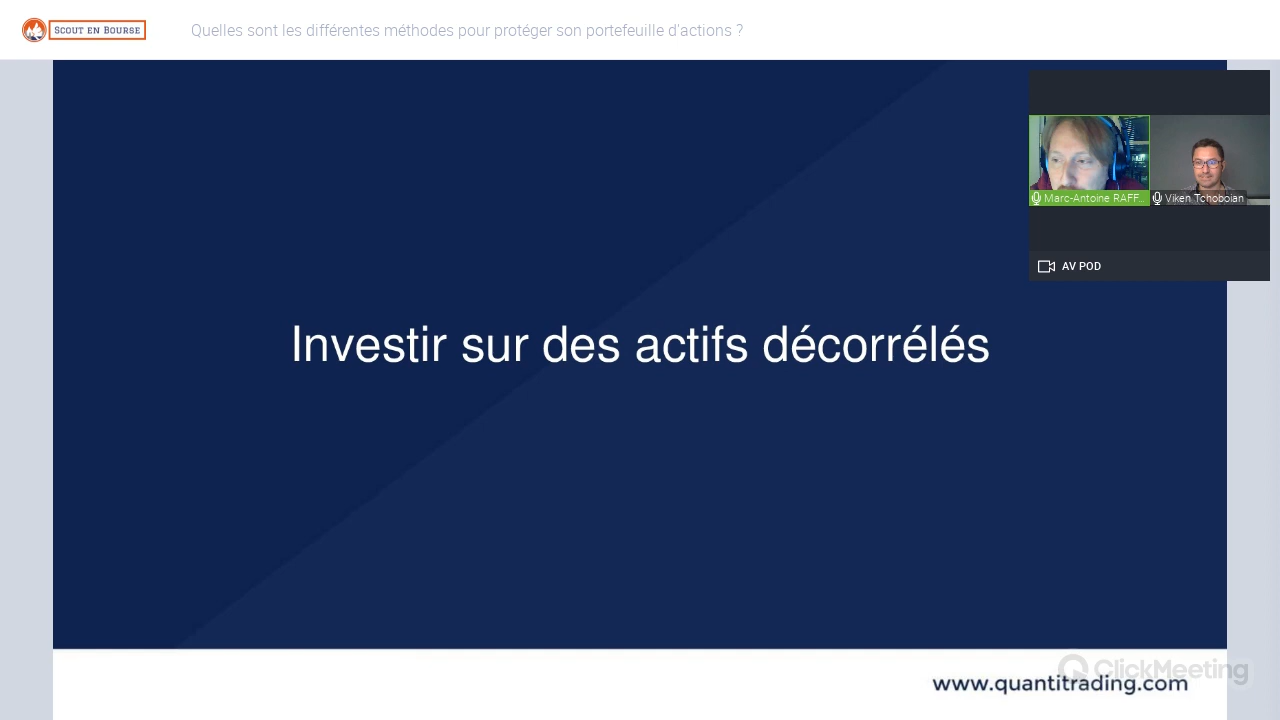 SCOUT EN BOURSE
Quelles sont les différentes méthodes pour protéger son portefeuille d'actions ?
Marc-Antoine RAFF...
Viken Tchoboian
AV POD
Investir sur des actifs décorrélés
ClickMeeting
www.quantitrading.com